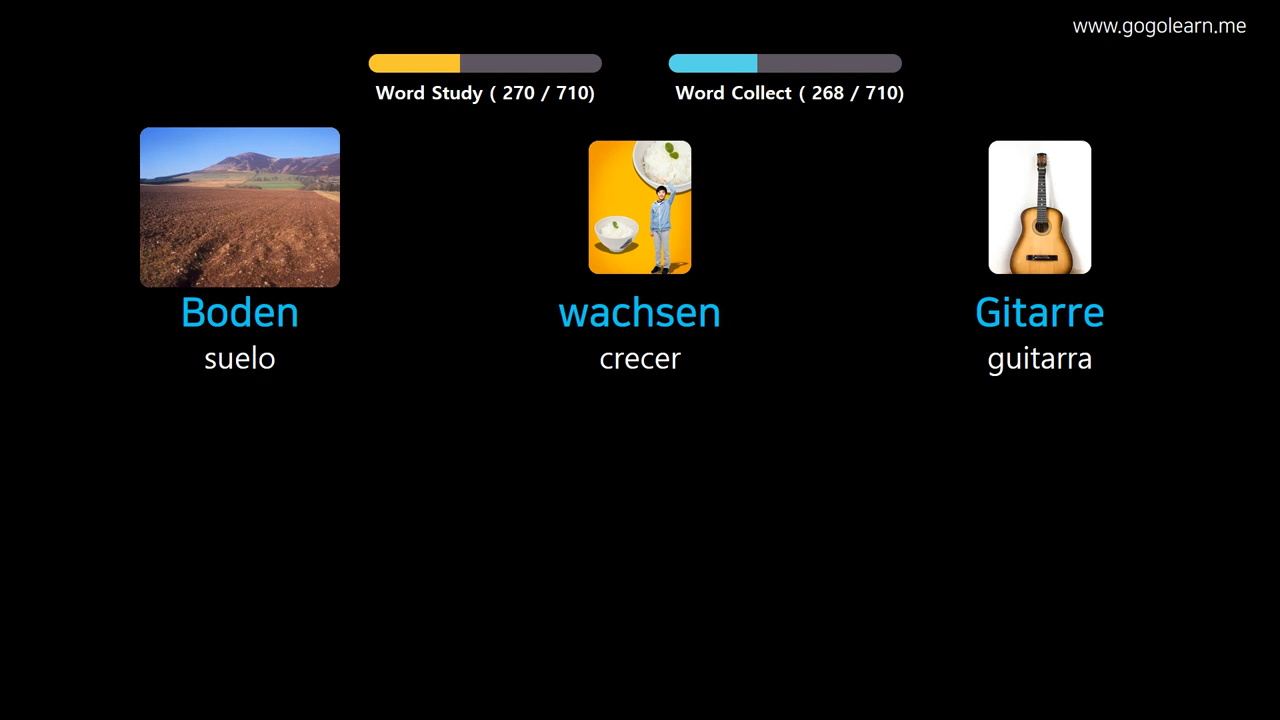 www.gogolearn.me
Word Study ( 270 / 710)
Word Collect ( 268 / 710)
Boden
wachsen
Gitarre
suelo
crecer
guitarra